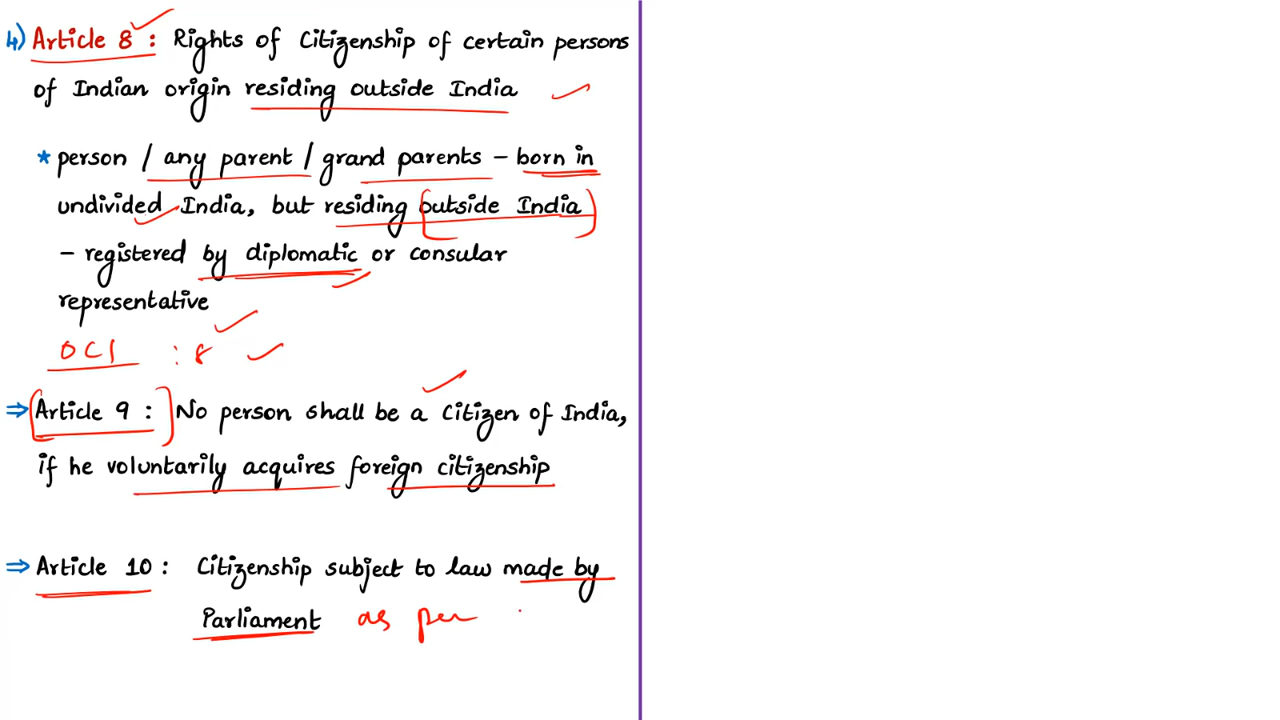 4) Article 8 : Rights of Citizenship of certain persons
of Indian origin residing outside India
* person / any parent / grand parents - born in
undivided India, but residing outside India
- registered by diplomatic or consular
representative
OCI : 8
⇒ Article 9 : No person shall be a Citizen of India,
if he voluntarily acquires foreign citizenship
⇒ Article 10 : Citizenship subject to law made by
Parliament as per